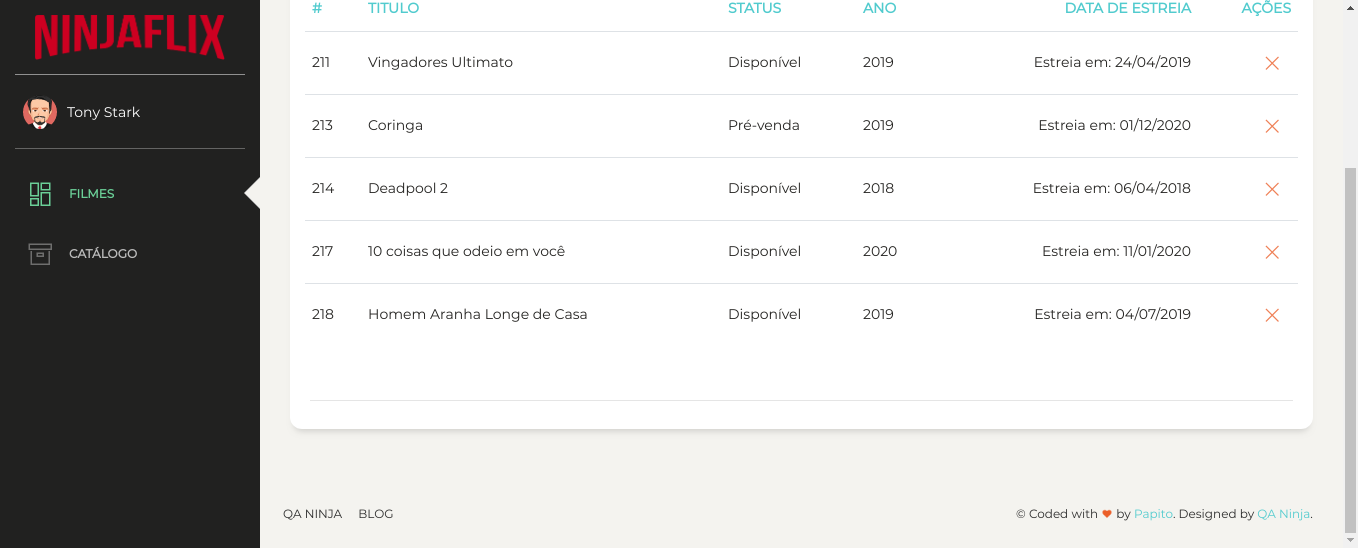 NINJAFLIX
Tony Stark
FILMES
CATÁLOGO
# TITULO STATUS ANO DATA DE ESTREIA AÇÕES
211 Vingadores Ultimato Disponível 2019 Estreia em: 24/04/2019
213 Coringa Pré-venda 2019 Estreia em: 01/12/2020
214 Deadpool 2 Disponível 2018 Estreia em: 06/04/2018
217 10 coisas que odeio em você Disponível 2020 Estreia em: 11/01/2020
218 Homem Aranha Longe de Casa Disponível 2019 Estreia em: 04/07/2019
QA NINJA BLOG © Coded with ♥ by Papito. Designed by QA Ninja.